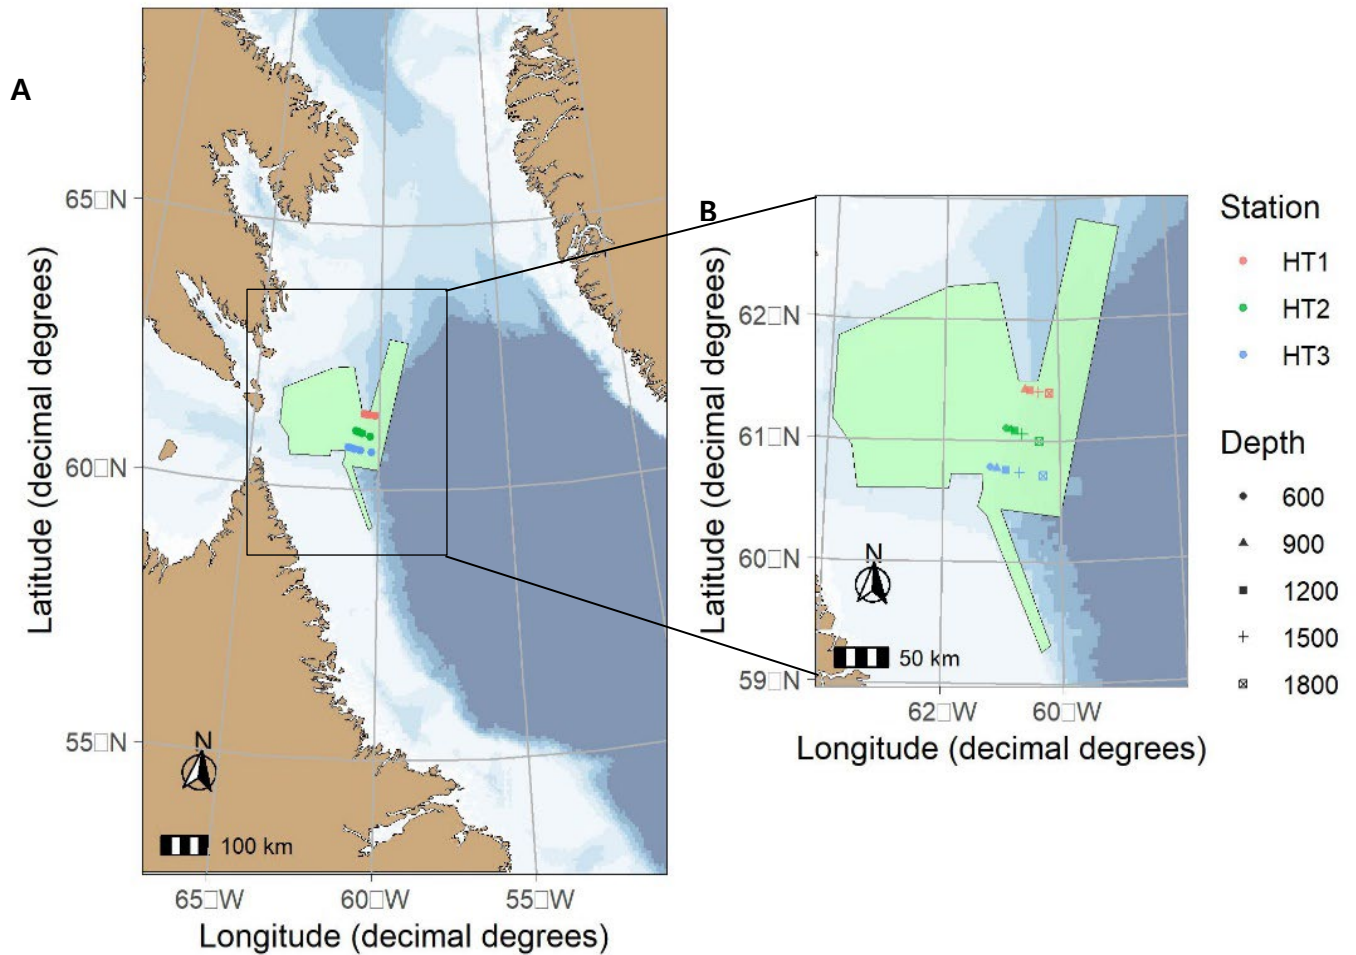 A
65□N
60□N
55□N
Latitude (decimal degrees)
N
100 km
65□W
60□W
55□W
Longitude (decimal degrees)
B
62□N
61□N
60□N
59□N
Latitude (decimal degrees)
N
50 km
62□W
60□W
Longitude (decimal degrees)
Station
HT1
HT2
HT3
Depth
600
900
1200
1500
1800